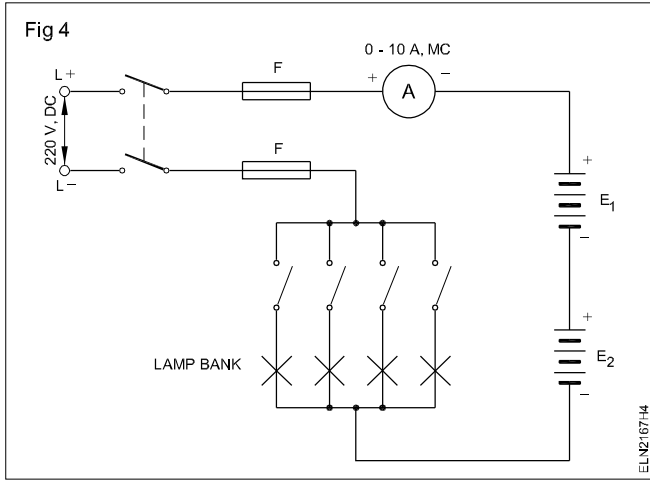 Fig 4
0 - 10 A, MC
L +
F
+
A
−
220 V, DC
L −
F
+
E1
−
LAMP BANK
+
E2
−
ELN2167H4